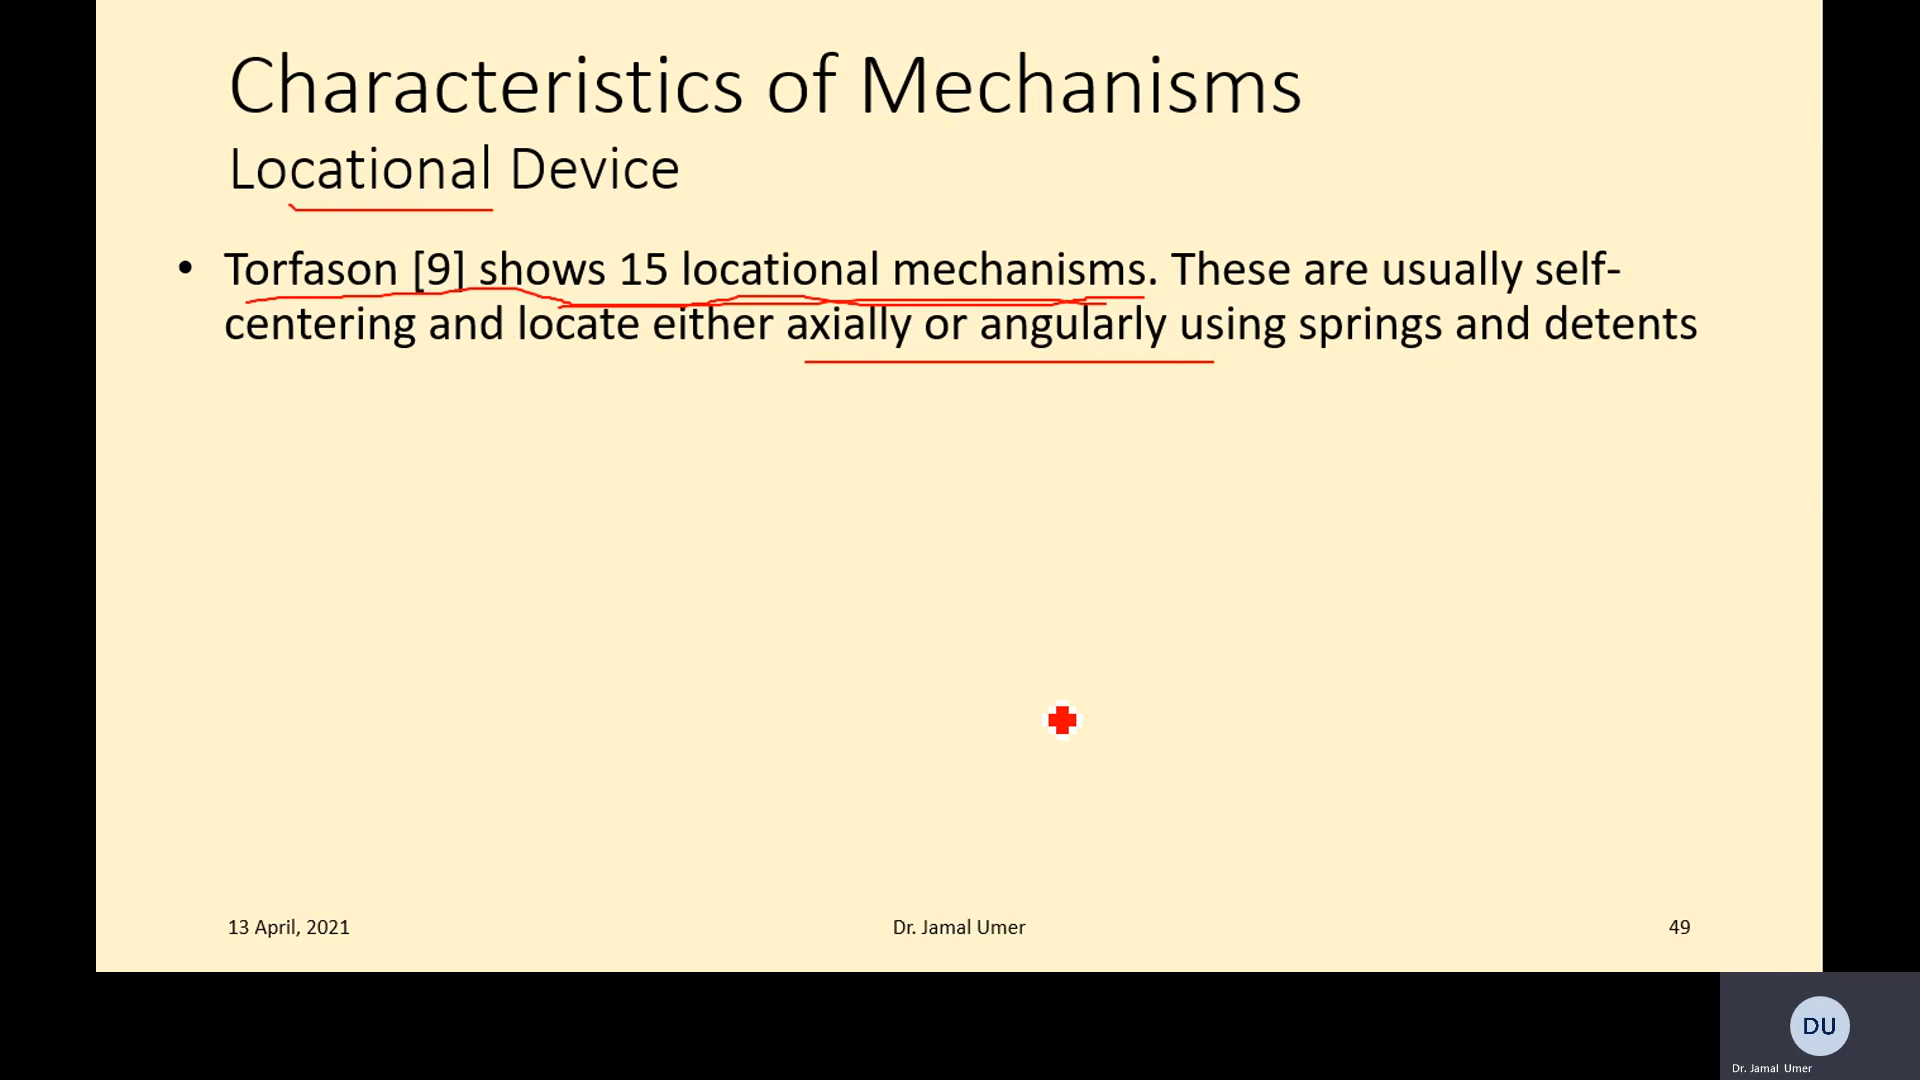 Characteristics of Mechanisms
Locational Device
• Torfason [9] shows 15 locational mechanisms. These are usually self-
centering and locate either axially or angularly using springs and detents
13 April, 2021
Dr. Jamal Umer
49
DU
Dr. Jamal Umer